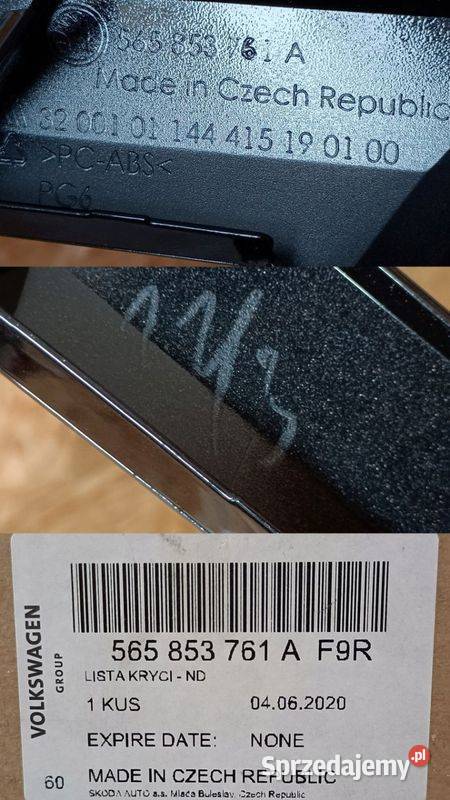 565 853 761 A
Made in Czech Republic
32 001 01 144 415 19 01 00
>PC-ABS<
PG6
VOLKSWAGEN
GROUP
565 853 761 A F9R
LISTA KRYCI - ND
1 KUS 04.06.2020
EXPIRE DATE: NONE
60 MADE IN CZECH REPUBLIC
SKODA AUTO a.s. Mlada Boleslav, Czech Republic
Sprzedajemy.pl